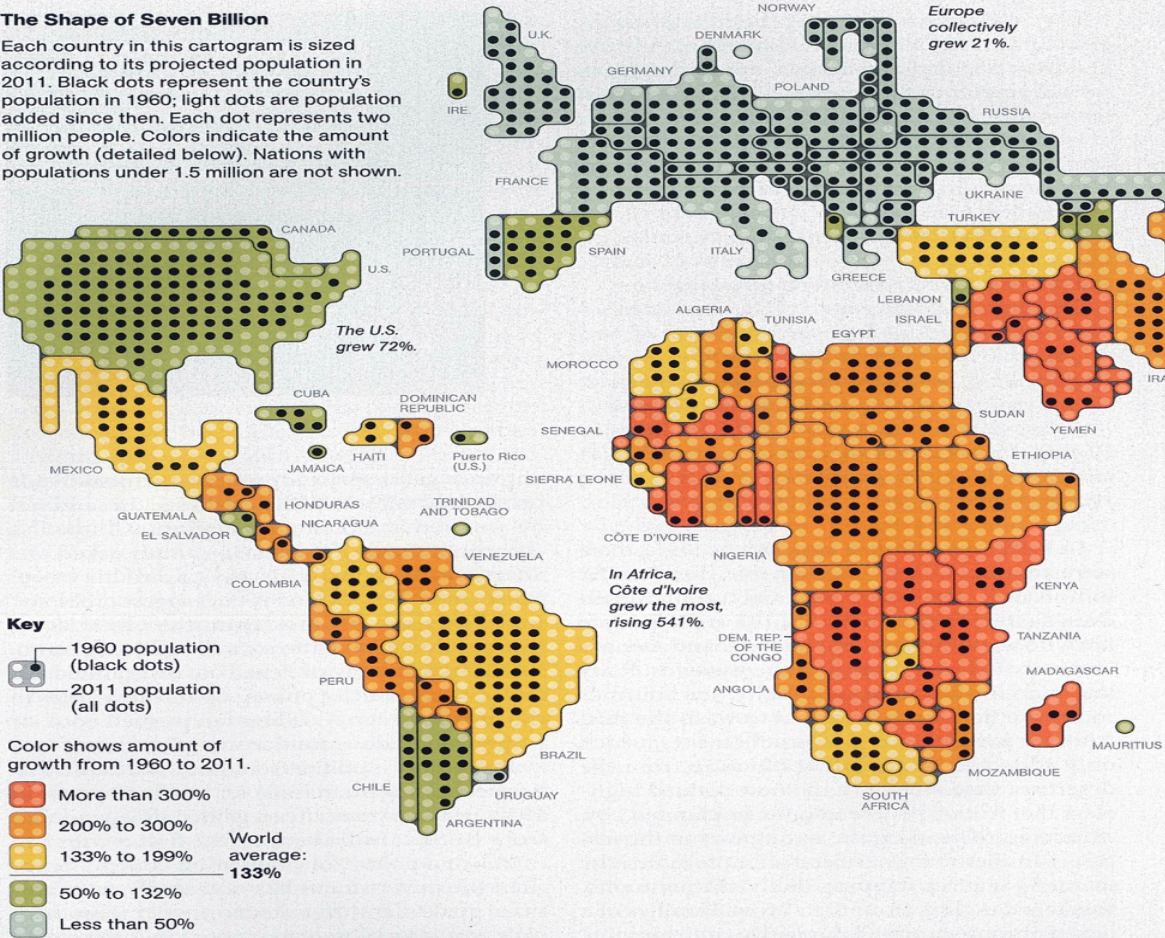 The Shape of Seven Billion
Each country in this cartogram is sized
according to its projected population in
2011. Black dots represent the country's
population in 1960; light dots are population
added since then. Each dot represents two
million people. Colors indicate the amount
of growth (detailed below). Nations with
populations under 1.5 million are not shown.
NORWAY
Europe
collectively
grew 21%.
U.K.
DENMARK
GERMANY
POLAND
IRE.
RUSSIA
FRANCE
UKRAINE
TURKEY
CANADA
PORTUGAL
SPAIN
ITALY
U.S.
GREECE
LEBANON
ISRAEL
ALGERIA
TUNISIA
EGYPT
The U.S.
grew 72%.
MOROCCO
CUBA
DOMINICAN
REPUBLIC
SUDAN
SENEGAL
YEMEN
HAITI
Puerto Rico
(U.S.)
JAMAICA
MEXICO
ETHIOPIA
SIERRA LEONE
HONDURAS
TRINIDAD
AND TOBAGO
GUATEMALA
NICARAGUA
EL SALVADOR
CÔTE D'IVOIRE
NIGERIA
VENEZUELA
COLOMBIA
In Africa,
Côte d'Ivoire
grew the most,
rising 541%.
KENYA
Key
1960 population
(black dots)
2011 population
(all dots)
DEM. REP.
OF THE
CONGO
TANZANIA
MADAGASCAR
PERU
ANGOLA
Color shows amount of
growth from 1960 to 2011.
BRAZIL
MAURITIUS
MOZAMBIQUE
CHILE
URUGUAY
SOUTH
AFRICA
ARGENTINA
More than 300%
200% to 300%
133% to 199%
World
average:
133%
50% to 132%
Less than 50%